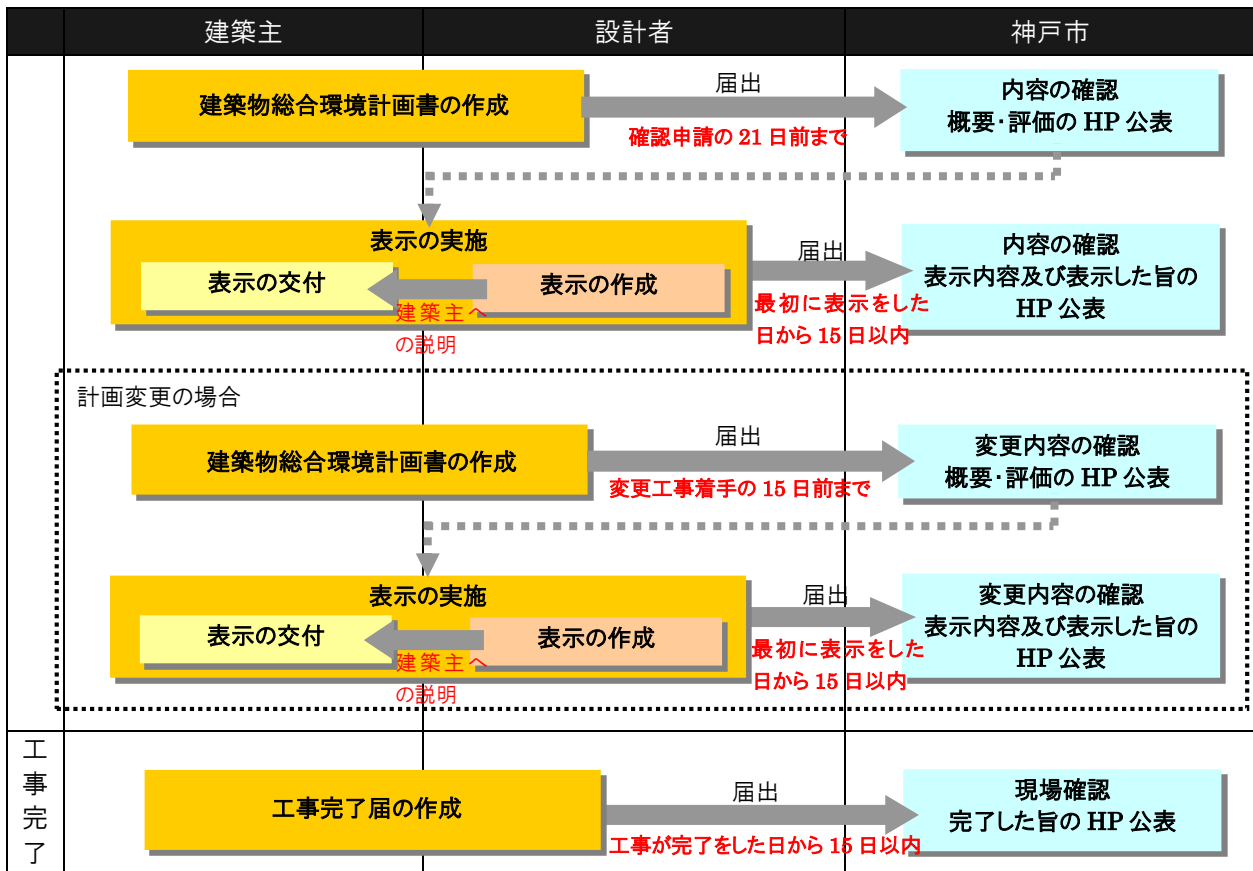 建築主
設計者
神戸市
建築物総合環境計画書の作成
届出
確認申請の 21 日前まで
内容の確認
概要・評価の HP 公表
表示の実施
表示の交付
表示の作成
建築主へ
の説明
届出
最初に表示をした
日から 15 日以内
内容の確認
表示内容及び表示した旨の
HP 公表
計画変更の場合
建築物総合環境計画書の作成
届出
変更工事着手の 15 日前まで
変更内容の確認
概要・評価の HP 公表
表示の実施
表示の交付
表示の作成
建築主へ
の説明
届出
最初に表示をした
日から 15 日以内
変更内容の確認
表示内容及び表示した旨の
HP 公表
工事完了
工事完了届の作成
届出
工事が完了をした日から 15 日以内
現場確認
完了した旨の HP 公表